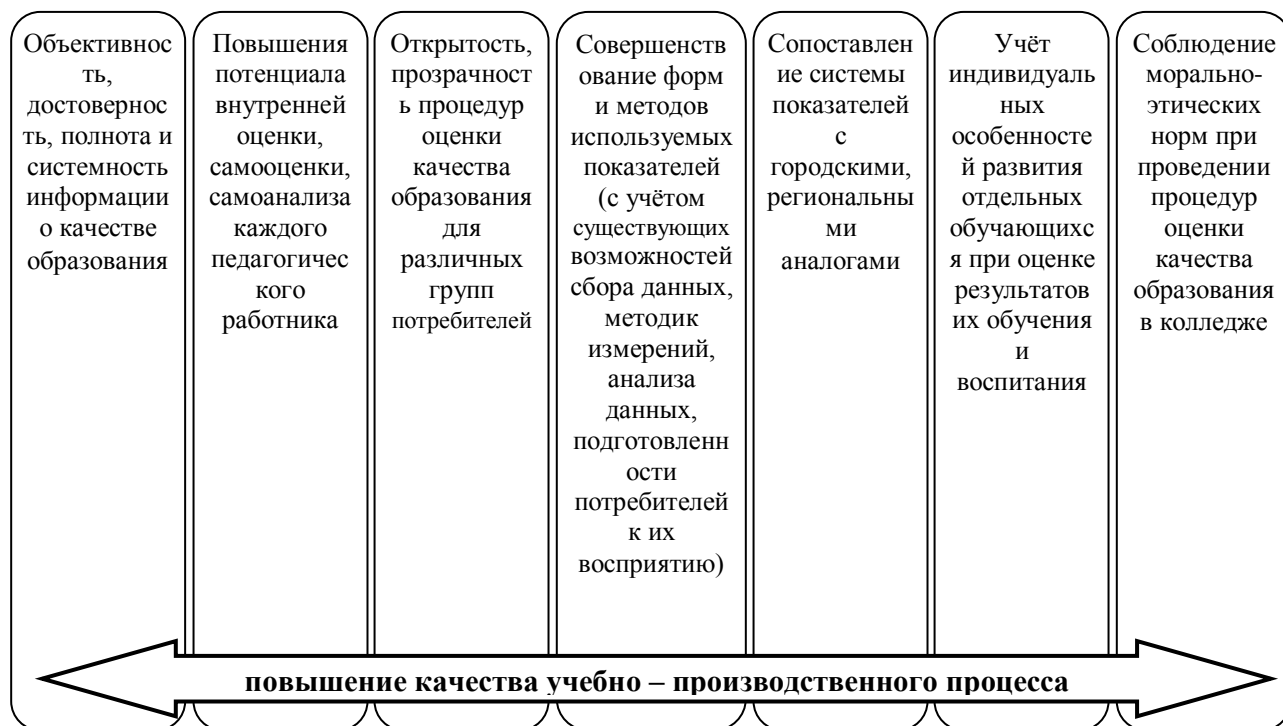 Объективнос
ть,
достовернос
ть, полнота и
системность
информации
о качестве
образования
Повышения
потенциала
внутренней
оценки,
самооценки,
самоанализа
каждого
педагогичес
кого
работника
Открытость,
прозрачност
ь процедур
оценки
качества
образования
для
различных
групп
потребителей
Совершенств
ование форм
и методов
используемых
показателей
(с учётом
существующих
возможностей
сбора данных,
методик
измерений,
анализа
данных,
подготовленн
ости
потребителей
к их
восприятию)
Сопоставлен
ие системы
показателей
с
городскими,
региональны
ми
аналогами
Учёт
индивидуаль
ных
особенносте
й развития
отдельных
обучающихс
я при оценке
результатов
их обучения
и
воспитания
Соблюдение
морально-
этических
норм при
проведении
процедур
оценки
качества
образования
в колледже
повышение качества учебно – производственного процесса